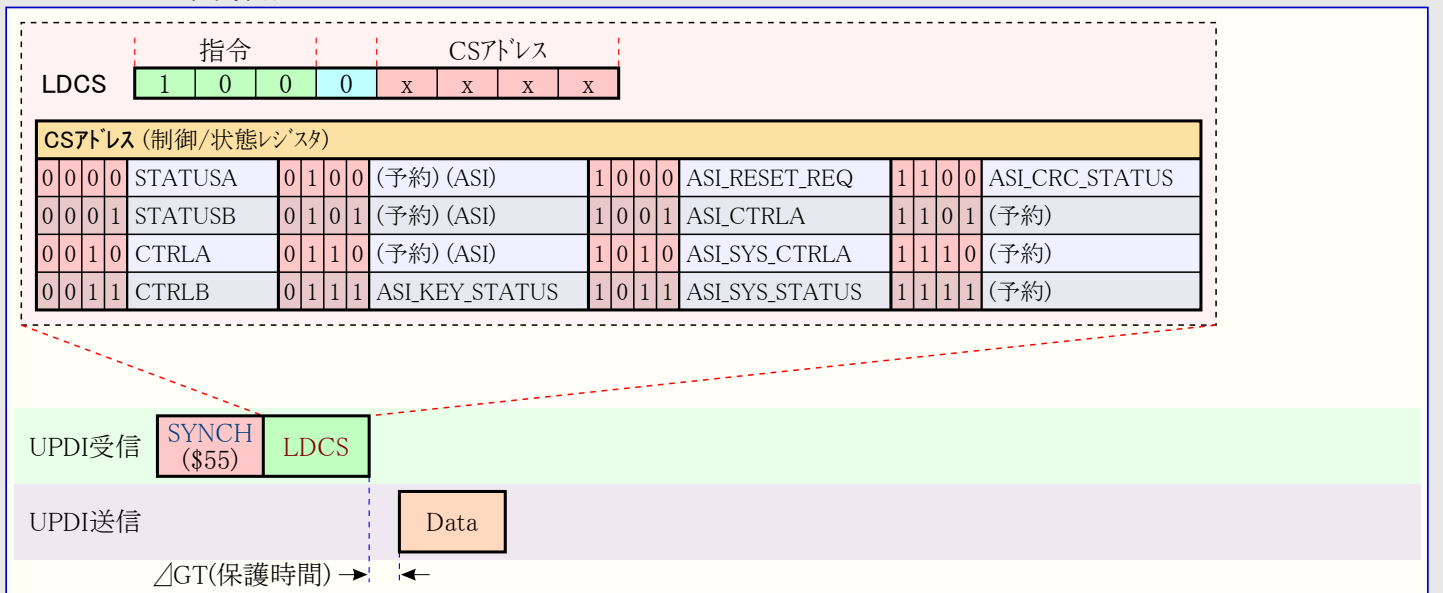 指令 CSアドレス
LDCS 1 0 0 0 x x x x
CSアドレス (制御/状態レジスタ)
0 0 0 0 STATUSA 0 1 0 0 (予約) (ASI) 1 0 0 0 ASI_RESET_REQ 1 1 0 0 ASI_CRC_STATUS
0 0 0 1 STATUSB 0 1 0 1 (予約) (ASI) 1 0 0 1 ASI_CTRLA 1 1 0 1 (予約)
0 0 1 0 CTRLA 0 1 1 0 (予約) (ASI) 1 0 1 0 ASI_SYS_CTRLA 1 1 1 0 (予約)
0 0 1 1 CTRLB 0 1 1 1 ASI_KEY_STATUS 1 0 1 1 ASI_SYS_STATUS 1 1 1 1 (予約)
UPDI受信 SYNCH
($55) LDCS
UPDI送信 Data
⊿GT(保護時間)